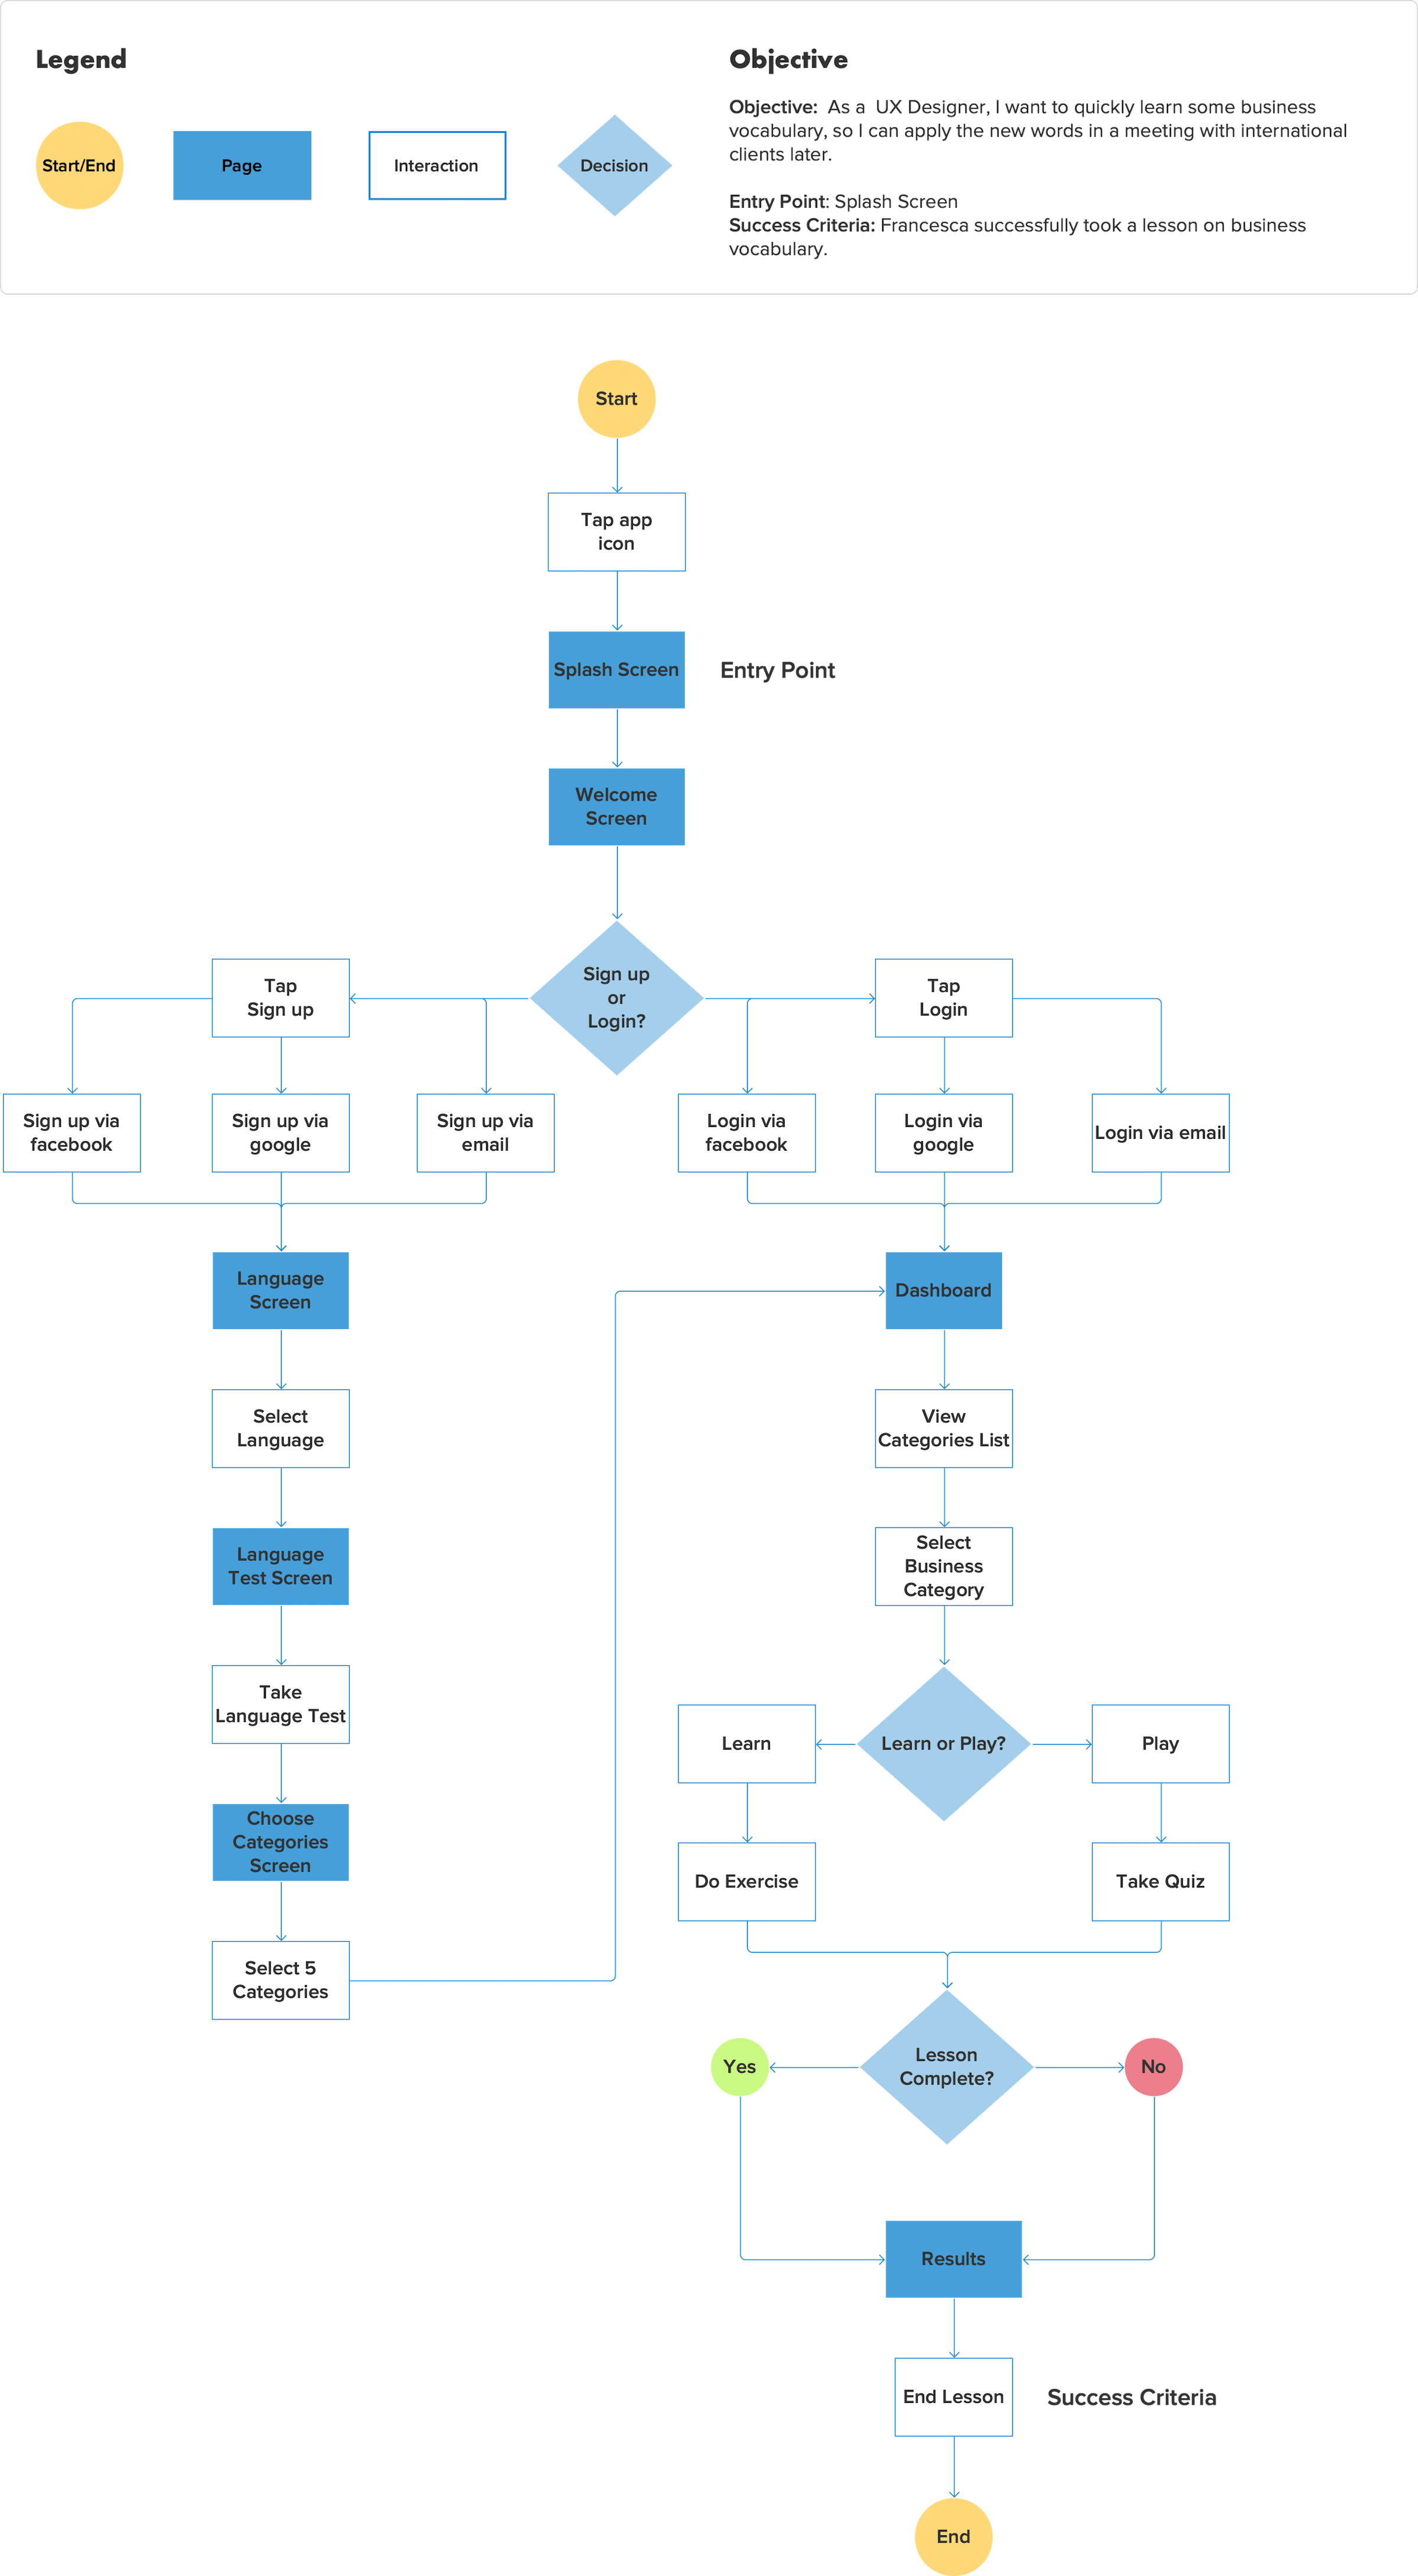 Legend
Start/End
Page
Interaction
Decision
Objective
Objective:  As a  UX Designer, I want to quickly learn some business
vocabulary, so I can apply the new words in a meeting with international
clients later.
Entry Point: Splash Screen
Success Criteria: Francesca successfully took a lesson on business
vocabulary.
Start
Tap app
icon
Splash Screen
Entry Point
Welcome
Screen
Sign up
or
Login?
Tap
Sign up
Tap
Login
Sign up via
facebook
Sign up via
google
Sign up via
email
Login via
facebook
Login via
google
Login via email
Language
Screen
Dashboard
Select
Language
View
Categories List
Language
Test Screen
Select
Business
Category
Take
Language Test
Learn
Learn or Play?
Play
Choose
Categories
Screen
Do Exercise
Take Quiz
Select 5
Categories
Yes
Lesson
Complete?
No
Results
End Lesson
Success Criteria
End